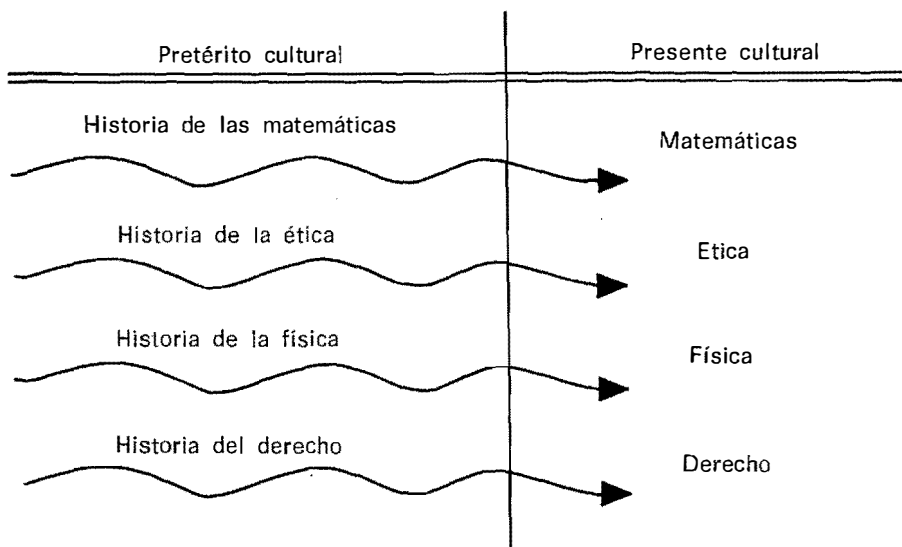 Pretérito cultural
Presente cultural
Historia de las matemáticas
Matemáticas
Historia de la ética
Etica
Historia de la física
Física
Historia del derecho
Derecho